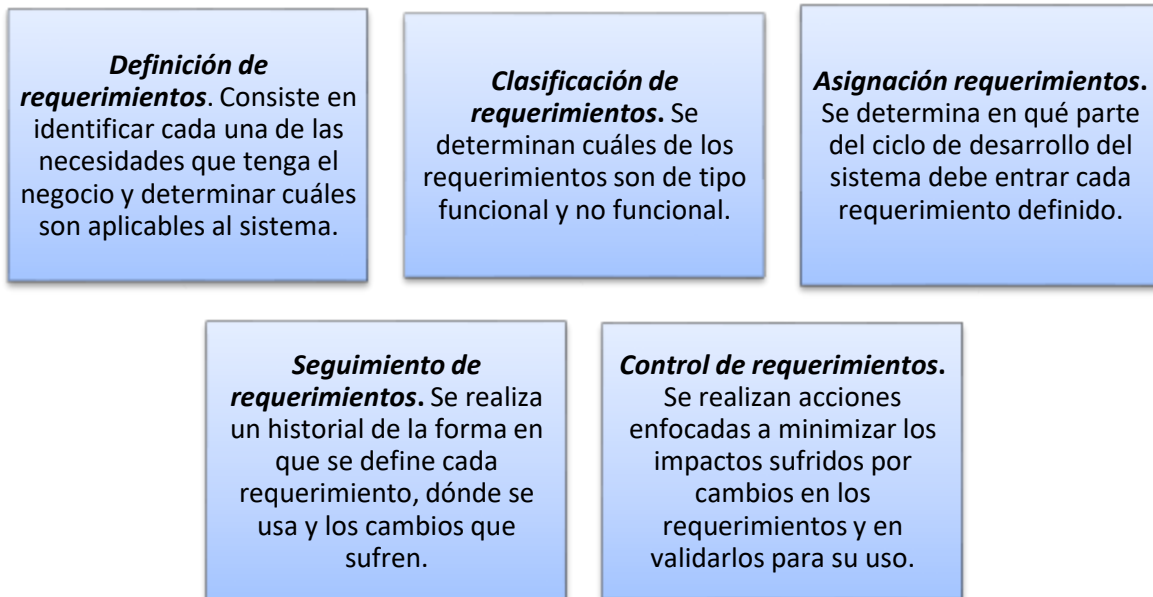 Definición de
requerimientos. Consiste en
identificar cada una de las
necesidades que tenga el
negocio y determinar cuáles
son aplicables al sistema.
Clasificación de
requerimientos. Se
determinan cuáles de los
requerimientos son de tipo
funcional y no funcional.
Asignación requerimientos.
Se determina en qué parte
del ciclo de desarrollo del
sistema debe entrar cada
requerimiento definido.
Seguimiento de
requerimientos. Se realiza
un historial de la forma en
que se define cada
requerimiento, dónde se
usa y los cambios que
sufren.
Control de requerimientos.
Se realizan acciones
enfocadas a minimizar los
impactos sufridos por
cambios en los
requerimientos y en
validarlos para su uso.